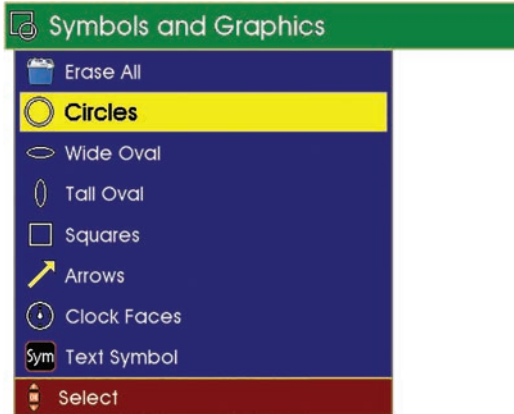 Symbols and Graphics
Erase All
Circles
Wide Oval
Tall Oval
Squares
Arrows
Clock Faces
Sym Text Symbol
Select